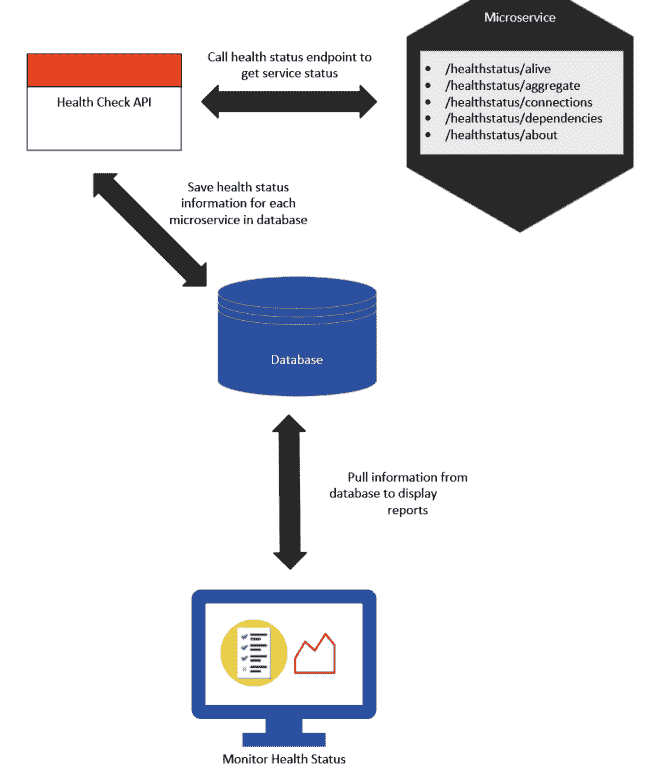 Microservice
Call health status endpoint to
get service status
Health Check API
• /healthstatus/alive
• /healthstatus/aggregate
• /healthstatus/connections
• /healthstatus/dependencies
• /healthstatus/about
Save health status
information for each
microservice in database
Database
Pull information from
database to display
reports
Monitor Health Status